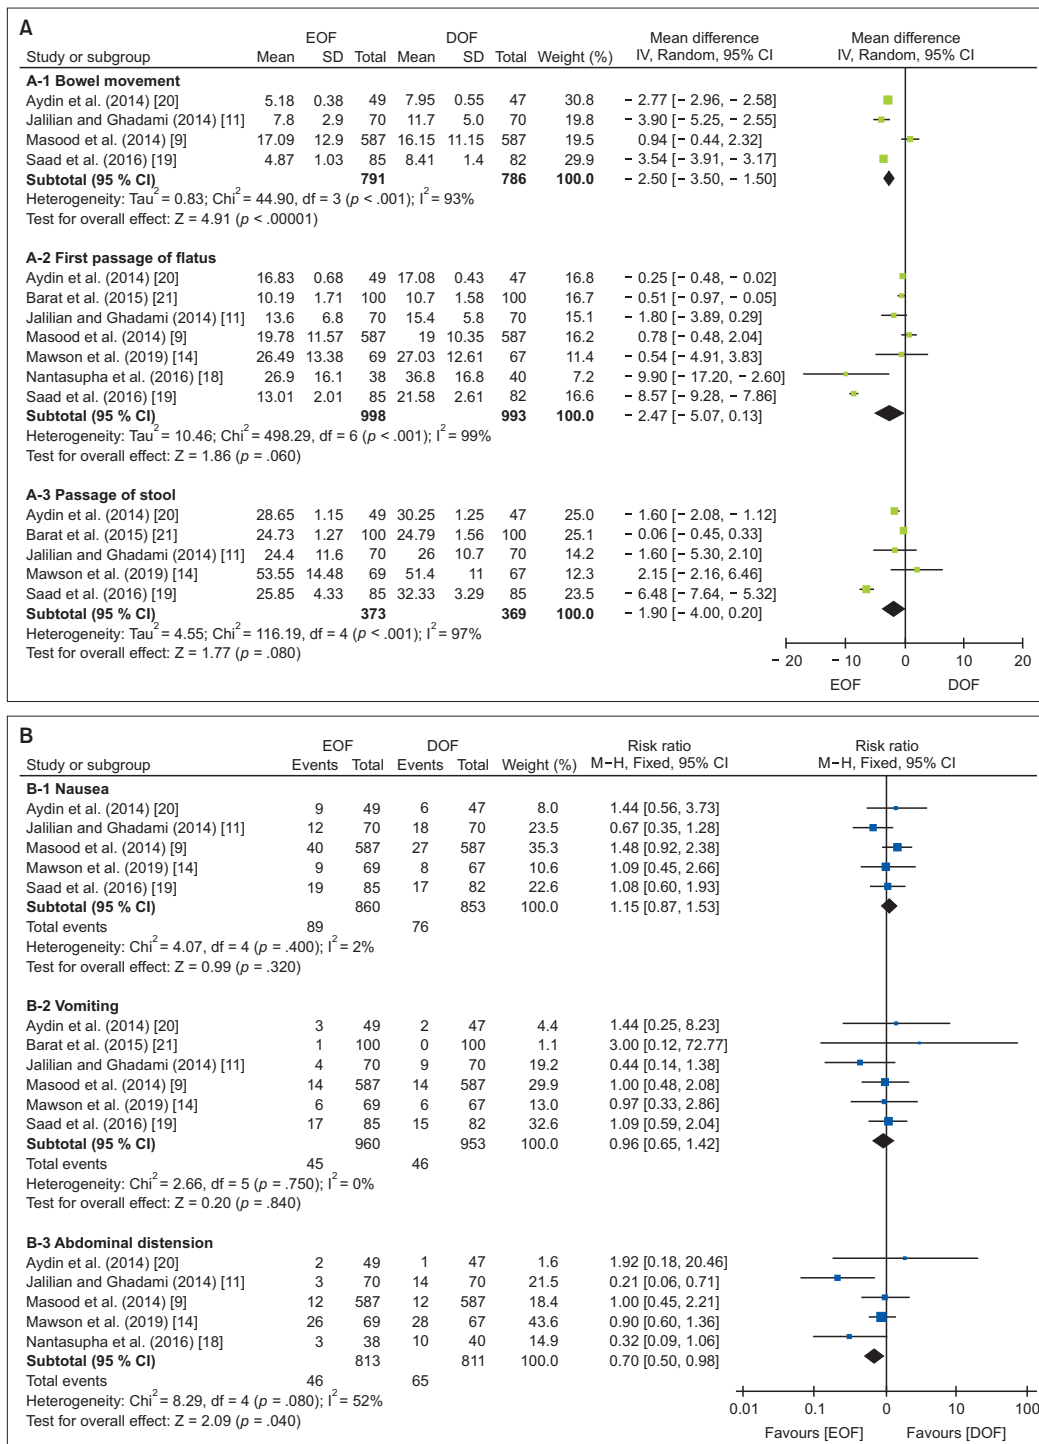 A
EOF DOF Mean difference Mean difference
Study or subgroup Mean SD Total Mean SD Total Weight (%) IV, Random, 95% CI IV, Random, 95% CI
A-1 Bowel movement
Aydin et al. (2014) [20] 5.18 0.38 49 7.95 0.55 47 30.8 − 2.77 [− 2.96, − 2.58]
Jalilian and Ghadami (2014) [11] 7.8 2.9 70 11.7 5.0 70 19.8 − 3.90 [− 5.25, − 2.55]
Masood et al. (2014) [9] 17.09 12.9 587 16.15 11.15 587 19.5 0.94 [− 0.44, 2.32]
Saad et al. (2016) [19] 4.87 1.03 85 8.41 1.4 82 29.9 − 3.54 [− 3.91, − 3.17]
Subtotal (95 % CI) 791 786 100.0 − 2.50 [− 3.50, − 1.50]
Heterogeneity: Tau² = 0.83; Chi² = 44.90, df = 3 (p < .001); I² = 93%
Test for overall effect: Z = 4.91 (p < .00001)
A-2 First passage of flatus
Aydin et al. (2014) [20] 16.83 0.68 49 17.08 0.43 47 16.8 − 0.25 [− 0.48, − 0.02]
Barat et al. (2015) [21] 10.19 1.71 100 10.7 1.58 100 16.7 − 0.51 [− 0.97, − 0.05]
Jalilian and Ghadami (2014) [11] 13.6 6.8 70 15.4 5.8 70 15.1 − 1.80 [− 3.89, 0.29]
Masood et al. (2014) [9] 19.78 11.57 587 19 10.35 587 16.2 0.78 [− 0.48, 2.04]
Mawson et al. (2019) [14] 26.49 13.38 69 27.03 12.61 67 11.4 − 0.54 [− 4.91, 3.83]
Nantasupha et al. (2016) [18] 26.9 16.1 38 36.8 16.8 40 7.2 − 9.90 [− 17.20, − 2.60]
Saad et al. (2016) [19] 13.01 2.01 85 21.58 2.61 82 16.6 − 8.57 [− 9.28, − 7.86]
Subtotal (95 % CI) 998 993 100.0 − 2.47 [− 5.07, 0.13]
Heterogeneity: Tau² = 10.46; Chi² = 498.29, df = 6 (p < .001); I² = 99%
Test for overall effect: Z = 1.86 (p = .060)
A-3 Passage of stool
Aydin et al. (2014) [20] 28.65 1.15 49 30.25 1.25 47 25.0 − 1.60 [− 2.08, − 1.12]
Barat et al. (2015) [21] 24.73 1.27 100 24.79 1.56 100 25.1 − 0.06 [− 0.45, 0.33]
Jalilian and Ghadami (2014) [11] 24.4 11.6 70 26 10.7 70 14.2 − 1.60 [− 5.30, 2.10]
Mawson et al. (2019) [14] 53.55 14.48 69 51.4 11 67 12.3 2.15 [− 2.16, 6.46]
Saad et al. (2016) [19] 25.85 4.33 85 32.33 3.29 85 23.5 − 6.48 [− 7.64, − 5.32]
Subtotal (95 % CI) 373 369 100.0 − 1.90 [− 4.00, 0.20]
Heterogeneity: Tau² = 4.55; Chi² = 116.19, df = 4 (p < .001); I² = 97%
Test for overall effect: Z = 1.77 (p = .080)
− 20 − 10 0 10 20
EOF DOF
B
EOF DOF Risk ratio Risk ratio
Study or subgroup Events Total Events Total Weight (%) M−H, Fixed, 95% CI M−H, Fixed, 95% CI
B-1 Nausea
Aydin et al. (2014) [20] 9 49 6 47 8.0 1.44 [0.56, 3.73]
Jalilian and Ghadami (2014) [11] 12 70 18 70 23.5 0.67 [0.35, 1.28]
Masood et al. (2014) [9] 40 587 27 587 35.3 1.48 [0.92, 2.38]
Mawson et al. (2019) [14] 9 69 8 67 10.6 1.09 [0.45, 2.66]
Saad et al. (2016) [19] 19 85 17 82 22.6 1.08 [0.60, 1.93]
Subtotal (95 % CI) 860 853 100.0 1.15 [0.87, 1.53]
Total events 89 76
Heterogeneity: Chi² = 4.07, df = 4 (p = .400); I² = 2%
Test for overall effect: Z = 0.99 (p = .320)
B-2 Vomiting
Aydin et al. (2014) [20] 3 49 2 47 4.4 1.44 [0.25, 8.23]
Barat et al. (2015) [21] 1 100 0 100 1.1 3.00 [0.12, 72.77]
Jalilian and Ghadami (2014) [11] 4 70 9 70 19.2 0.44 [0.14, 1.38]
Masood et al. (2014) [9] 14 587 14 587 29.9 1.00 [0.48, 2.08]
Mawson et al. (2019) [14] 6 69 6 67 13.0 0.97 [0.33, 2.86]
Saad et al. (2016) [19] 17 85 15 82 32.6 1.09 [0.59, 2.04]
Subtotal (95 % CI) 960 953 100.0 0.96 [0.65, 1.42]
Total events 45 46
Heterogeneity: Chi² = 2.66, df = 5 (p = .750); I² = 0%
Test for overall effect: Z = 0.20 (p = .840)
B-3 Abdominal distension
Aydin et al. (2014) [20] 2 49 1 47 1.6 1.92 [0.18, 20.46]
Jalilian and Ghadami (2014) [11] 3 70 14 70 21.5 0.21 [0.06, 0.71]
Masood et al. (2014) [9] 12 587 12 587 18.4 1.00 [0.45, 2.21]
Mawson et al. (2019) [14] 26 69 28 67 43.6 0.90 [0.60, 1.36]
Nantasupha et al. (2016) [18] 3 38 10 40 14.9 0.32 [0.09, 1.06]
Subtotal (95 % CI) 813 811 100.0 0.70 [0.50, 0.98]
Total events 46 65
Heterogeneity: Chi² = 8.29, df = 4 (p = .080); I² = 52%
Test for overall effect: Z = 2.09 (p = .040)
0.01 0.1 0 10 100
Favours [EOF] Favours [DOF]